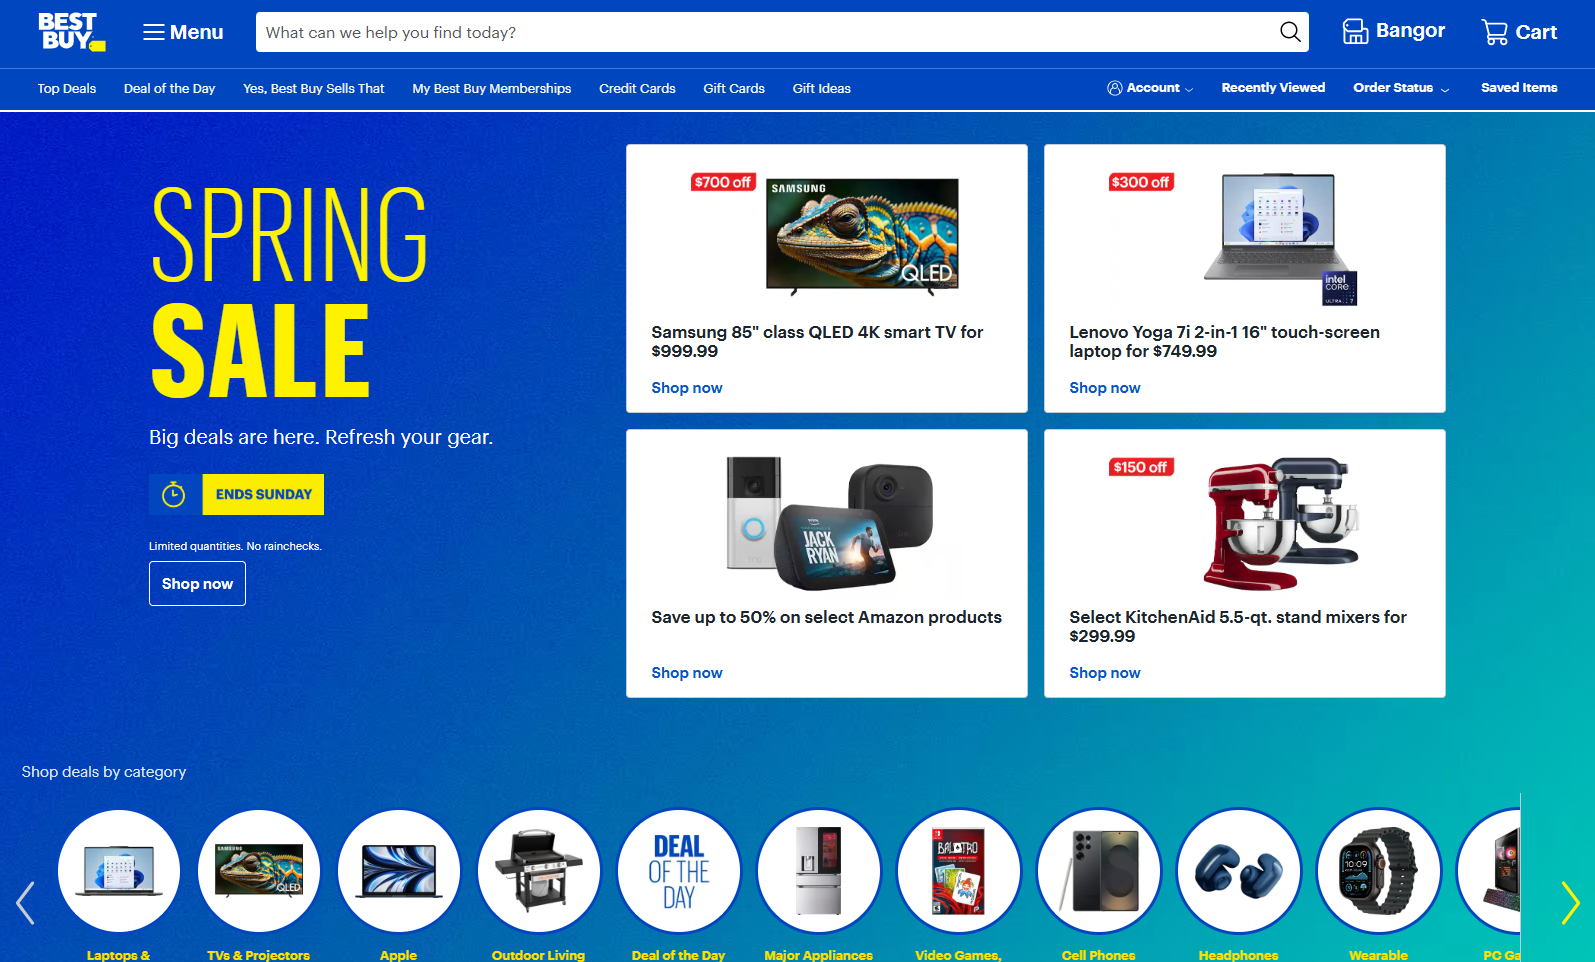 BEST
BUY
Menu
What can we help you find today?
Bangor
Cart
Top Deals
Deal of the Day
Yes, Best Buy Sells That
My Best Buy Memberships
Credit Cards
Gift Cards
Gift Ideas
Account
Recently Viewed
Order Status
Saved Items
SPRING
SALE
Big deals are here. Refresh your gear.
ENDS SUNDAY
Limited quantities. No rainchecks.
Shop now
$700 off
SAMSUNG
QLED
Samsung 85" class QLED 4K smart TV for
$999.99
Shop now
$300 off
intel
CORE
ULTRA 7
Lenovo Yoga 7i 2-in-1 16" touch-screen
laptop for $749.99
Shop now
JACK
RYAN
Save up to 50% on select Amazon products
Shop now
$150 off
Select KitchenAid 5.5-qt. stand mixers for
$299.99
Shop now
Shop deals by category
SAMSUNG
QLED
DEAL
OF THE
DAY
BALATRO
10:09
Laptops &
TVs & Projectors
Apple
Outdoor Living
Deal of the Day
Major Appliances
Video Games,
Cell Phones
Headphones
Wearable
PC Ga